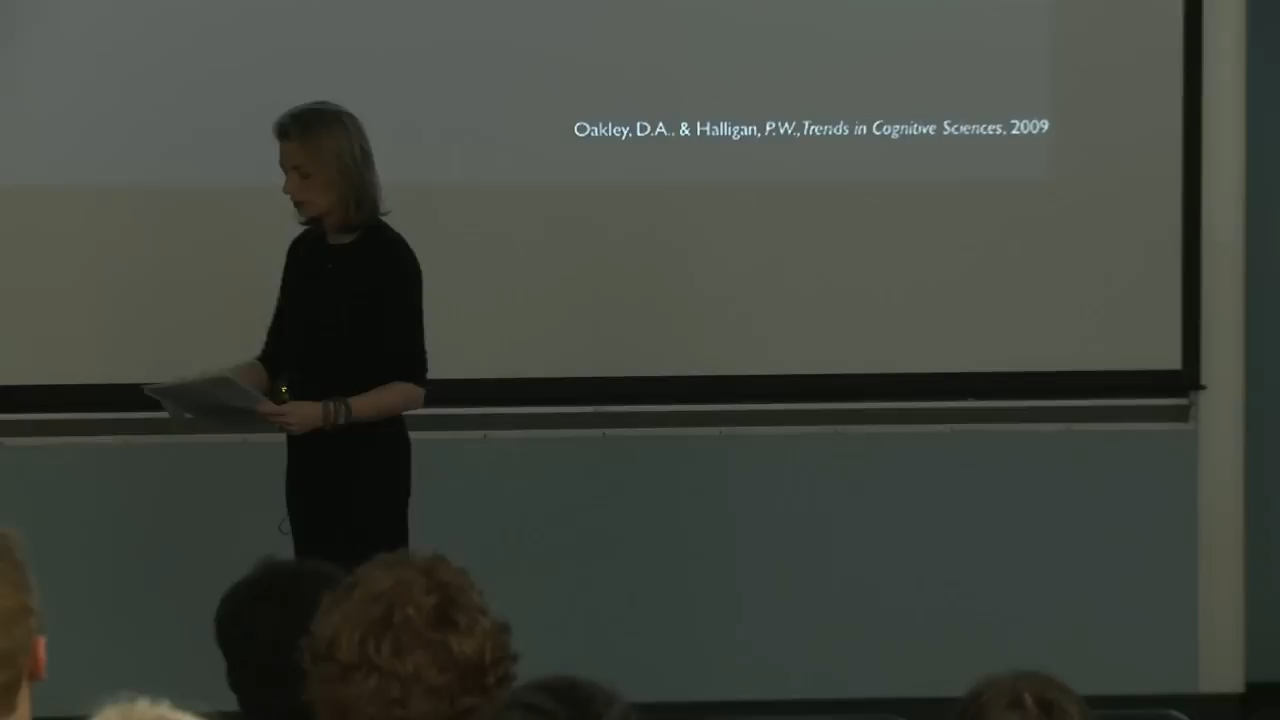 Oakley, D.A., & Halligan, P.W., Trends in Cognitive Sciences, 2009